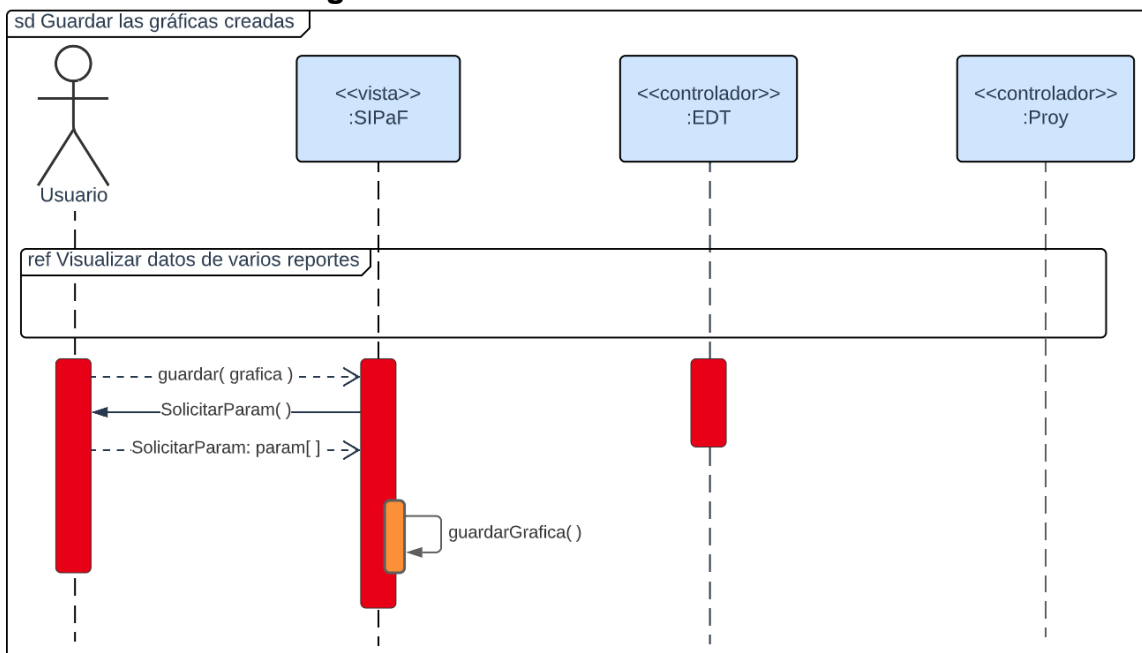 sd Guardar las gráficas creadas
<<vista>>
:SIPaF
<<controlador>>
:EDT
<<controlador>>
:Proy
Usuario
ref Visualizar datos de varios reportes
guardar( grafica )
SolicitarParam( )
SolicitarParam: param[ ]
guardarGrafica( )